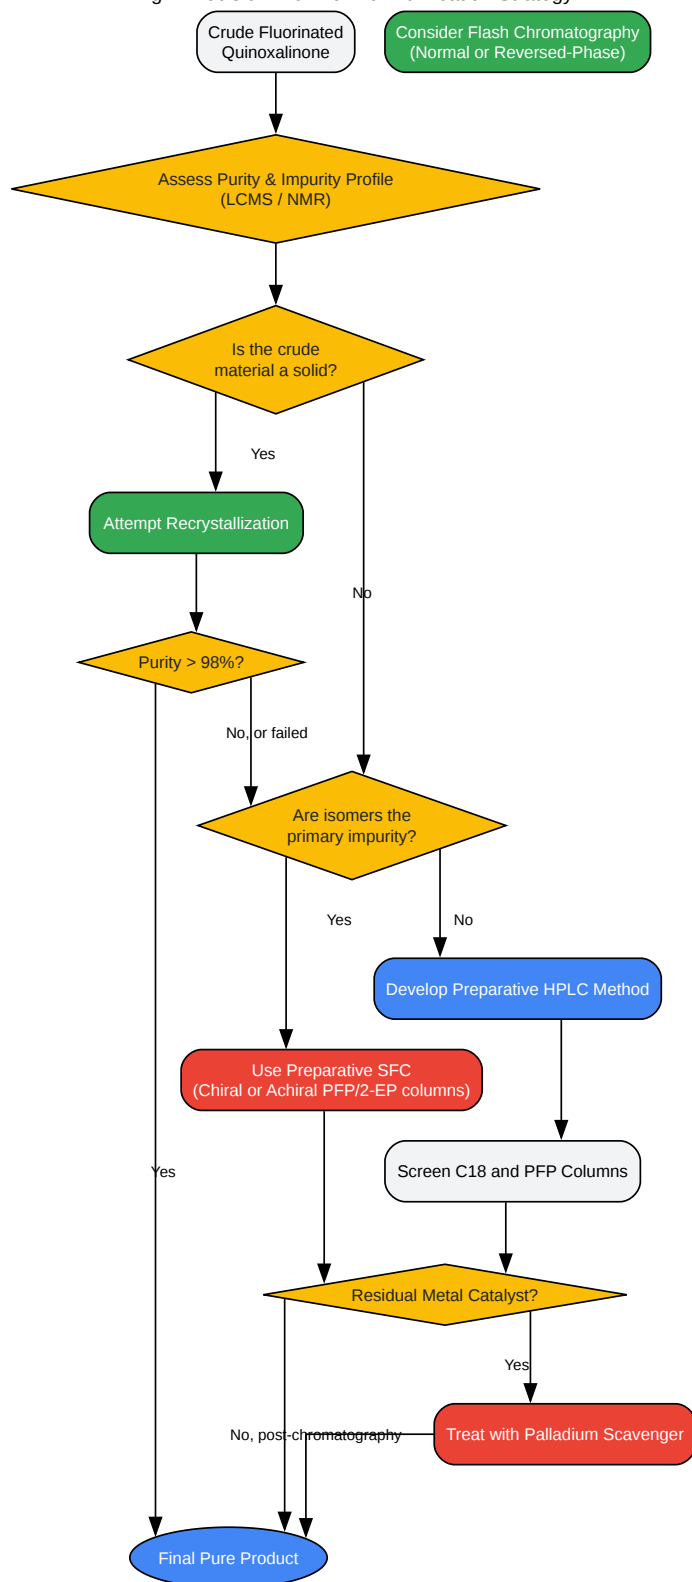 Crude Fluorinated
Quinoxalinone
Consider Flash Chromatography
(Normal or Reversed-Phase)
Assess Purity & Impurity Profile
(LCMS / NMR)
Is the crude
material a solid?
Yes
Attempt Recrystallization
No
Purity > 98%?
No, or failed
Are isomers the
primary impurity?
Yes
No
Develop Preparative HPLC Method
Use Preparative SFC
(Chiral or Achiral PFP/2-EP columns)
Yes
Screen C18 and PFP Columns
Residual Metal Catalyst?
Yes
No, post-chromatography
Treat with Palladium Scavenger
Final Pure Product